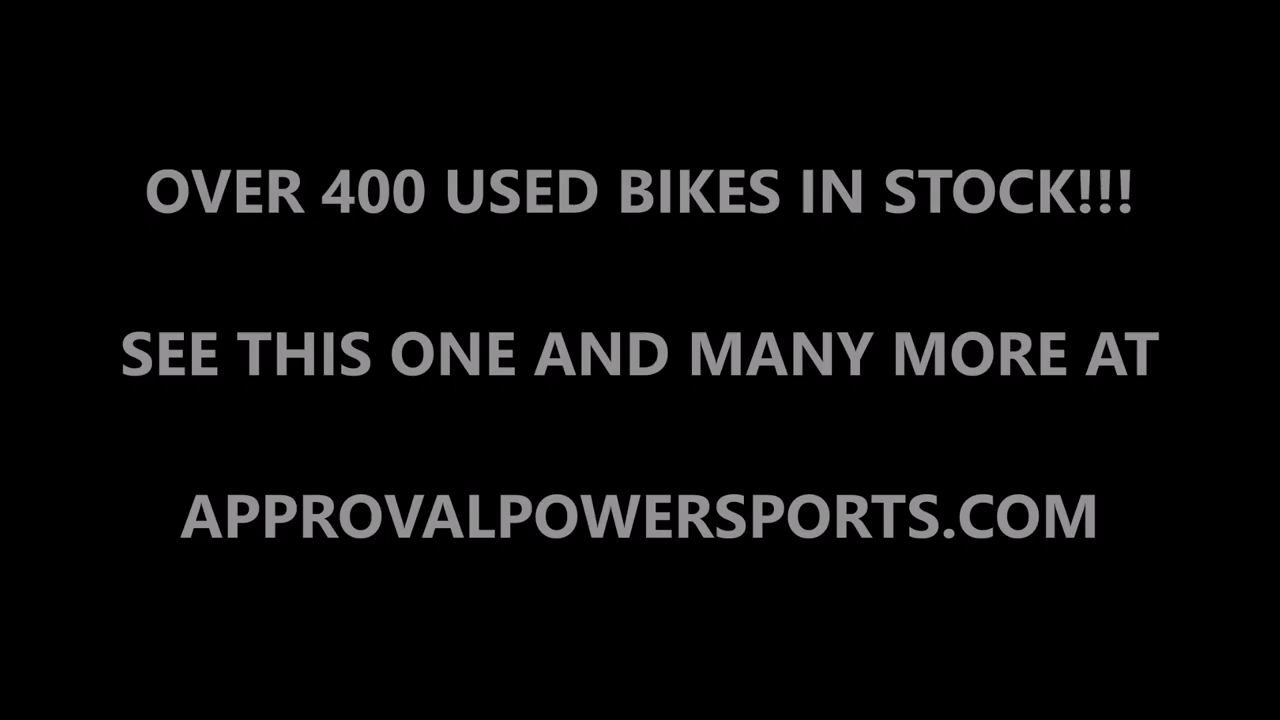 OVER 400 USED BIKES IN STOCK!!!
SEE THIS ONE AND MANY MORE AT
APPROVALPOWERSPORTS.COM